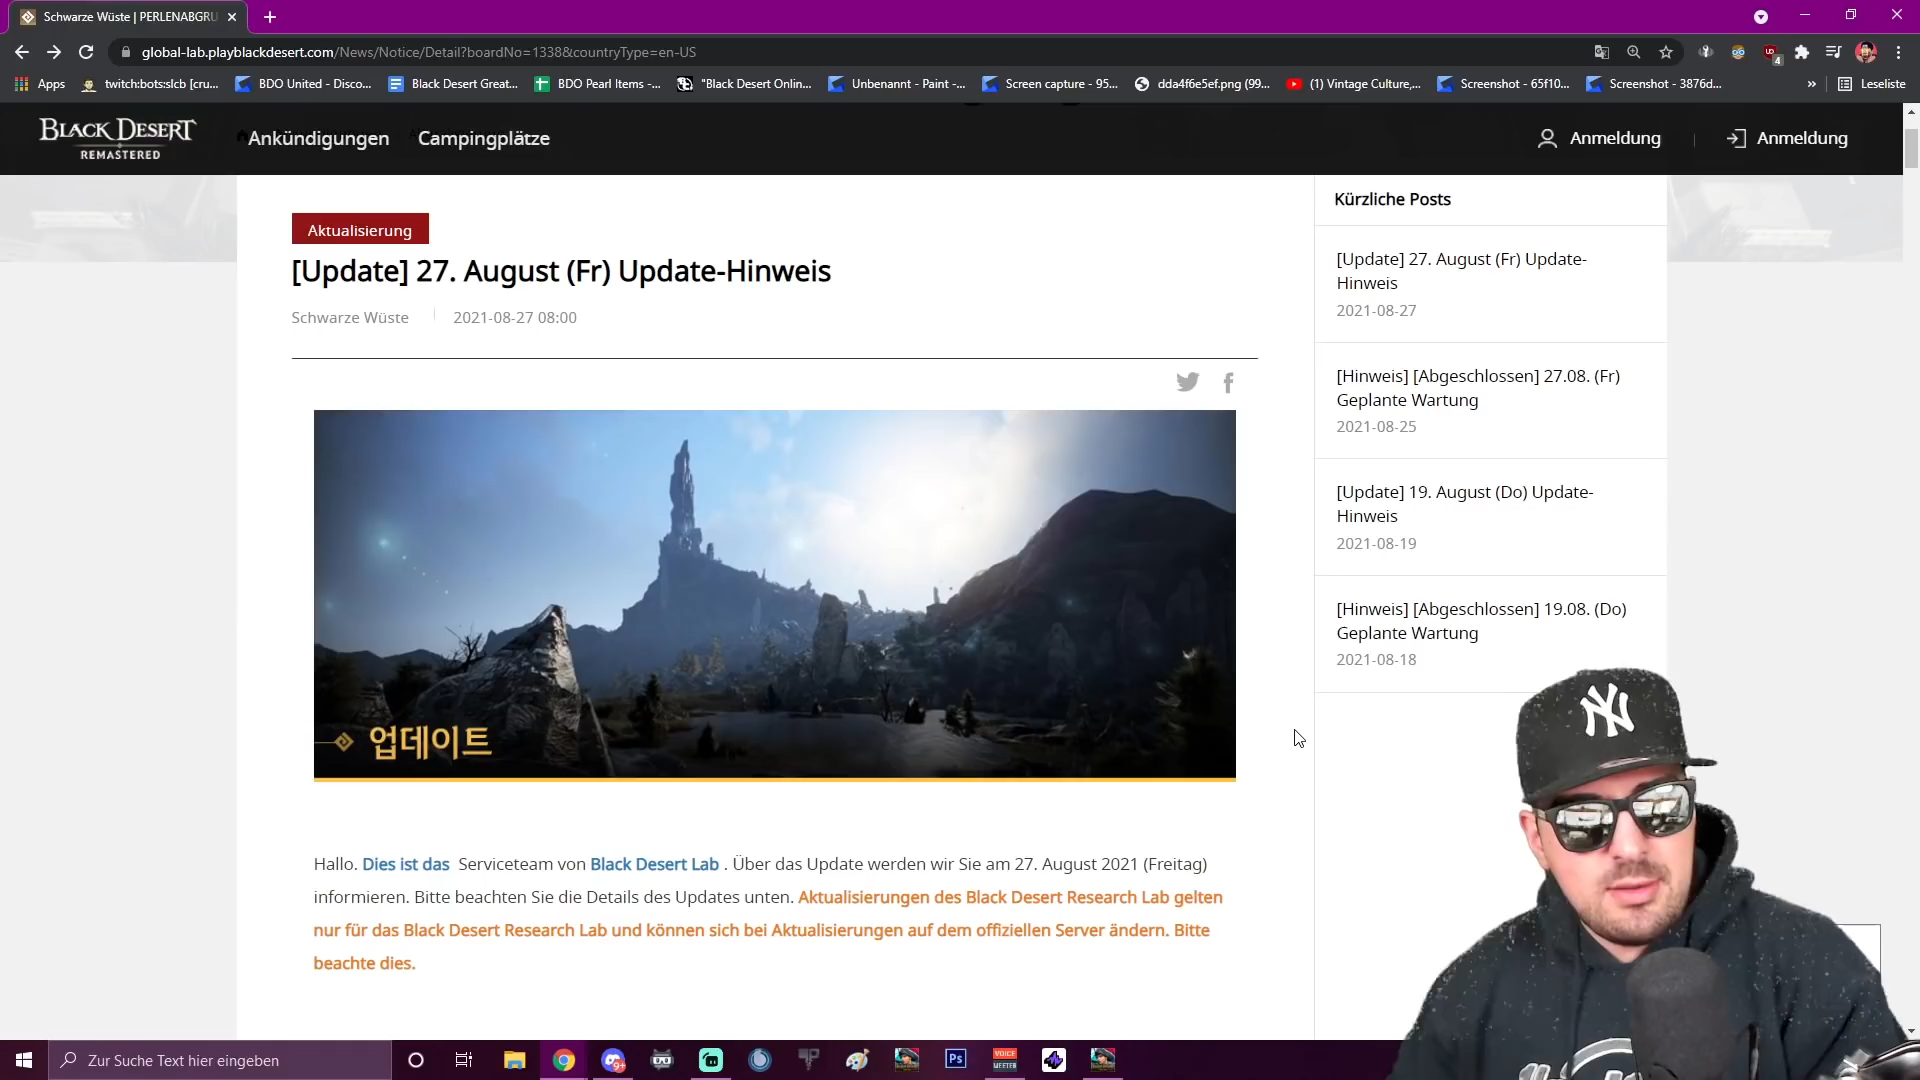 Schwarze Wüste | PERLENABGRU
global-lab.playblackdesert.com/News/Notice/Detail?boardNo=1338&countryType=en-US
4
Apps
twitch:bots:slcb [cru...
BDO United - Disco...
Black Desert Great...
BDO Pearl Items -...
"Black Desert Onlin...
Unbenannt - Paint -...
Screen capture - 95...
dda4f6e5ef.png (99...
(1) Vintage Culture,...
Screenshot - 65f10...
Screenshot - 3876d...
»
Leseliste
BLACK DESERT
REMASTERED
Ankündigungen
Campingplätze
Anmeldung
Anmeldung
Aktualisierung
[Update] 27. August (Fr) Update-Hinweis
Schwarze Wüste
2021-08-27 08:00
업데이트
Hallo. Dies ist das Serviceteam von Black Desert Lab . Über das Update werden wir Sie am 27. August 2021 (Freitag)
informieren. Bitte beachten Sie die Details des Updates unten. Aktualisierungen des Black Desert Research Lab gelten
nur für das Black Desert Research Lab und können sich bei Aktualisierungen auf dem offiziellen Server ändern. Bitte
beachte dies.
Kürzliche Posts
[Update] 27. August (Fr) Update-
Hinweis
2021-08-27
[Hinweis] [Abgeschlossen] 27.08. (Fr)
Geplante Wartung
2021-08-25
[Update] 19. August (Do) Update-
Hinweis
2021-08-19
[Hinweis] [Abgeschlossen] 19.08. (Do)
Geplante Wartung
2021-08-18
NY
Zur Suche Text hier eingeben
9+
Ps
VOICE
MEETER